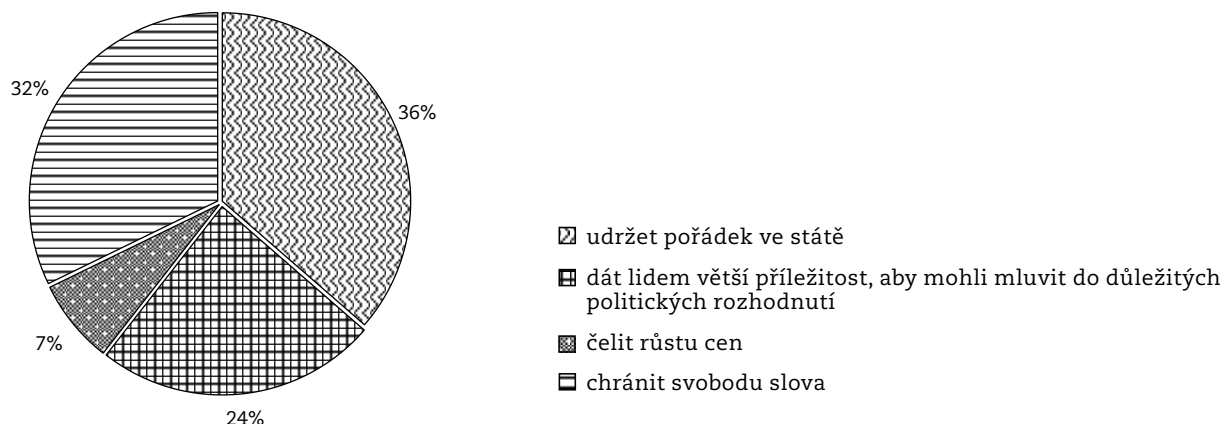 32%
36%
7%
24%
udržet pořádek ve státě
dát lidem větší příležitost, aby mohli mluvit do důležitých
politických rozhodnutí
čelit růstu cen
chránit svobodu slova